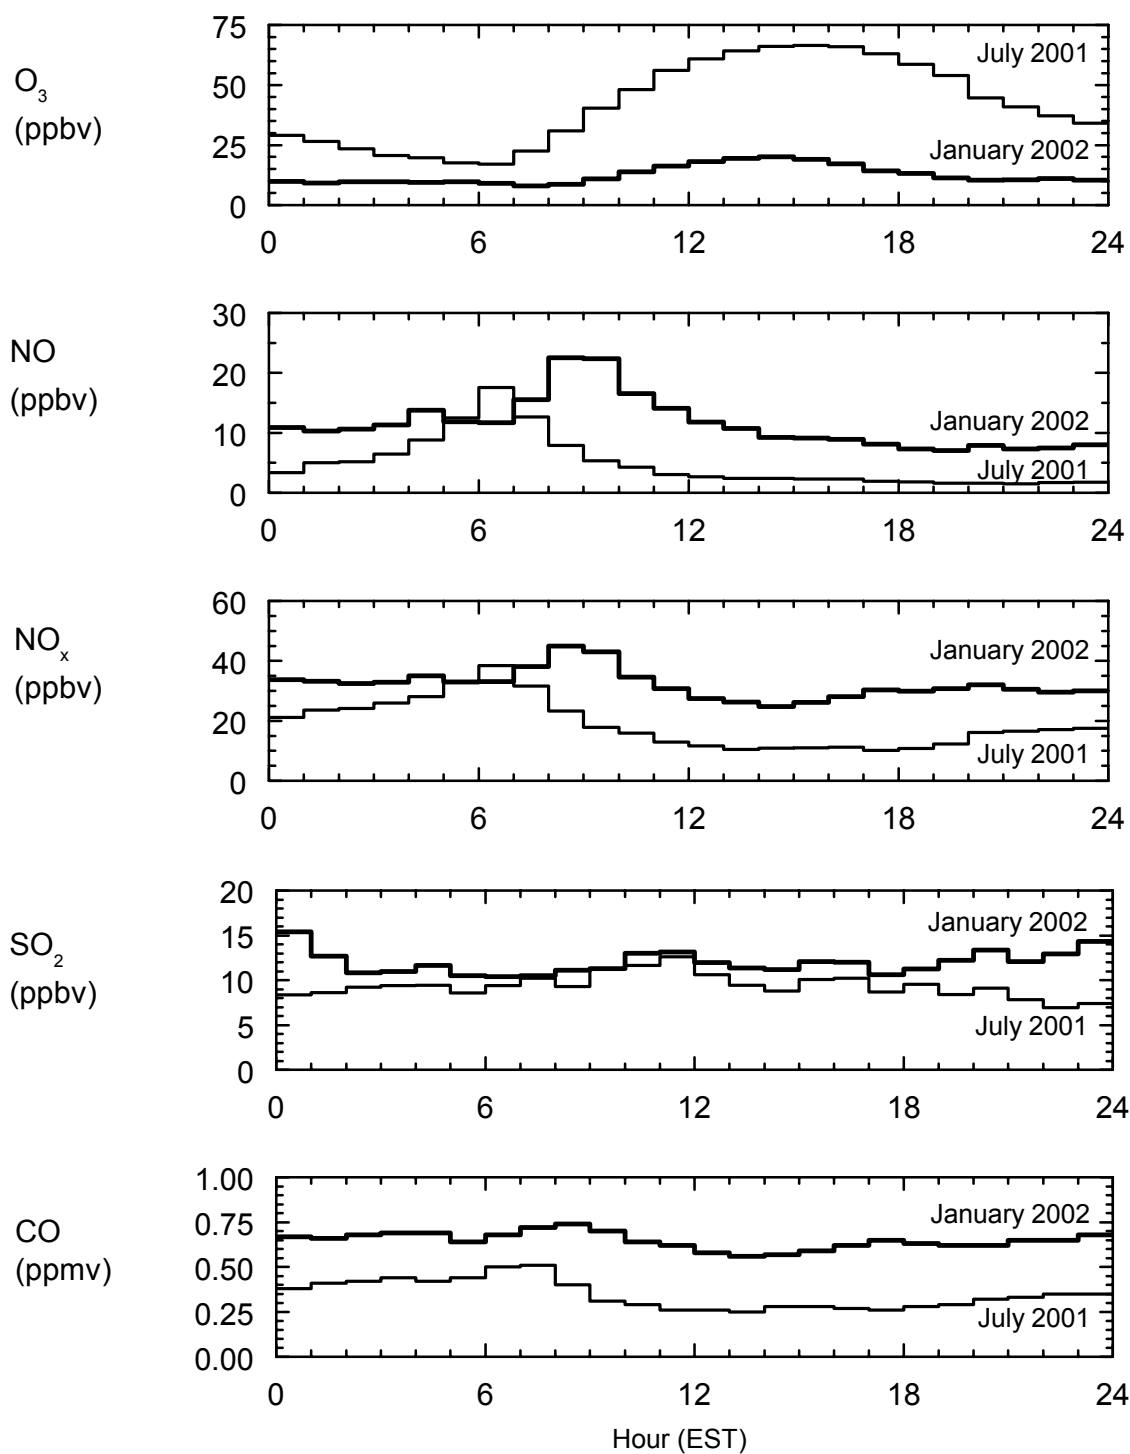 75
July 2001
O3
50
(ppbv)
25
January 2002
0
0 6 12 18 24
30
NO
20
(ppbv)
10
January 2002
July 2001
0
0 6 12 18 24
60
NOx
January 2002
40
(ppbv)
20
July 2001
0
0 6 12 18 24
20
January 2002
SO2
15
(ppbv)
10
5
July 2001
0
0 6 12 18 24
1.00
CO
0.75
January 2002
(ppmv)
0.50
0.25
July 2001
0.00
0 6 12 18 24
Hour (EST)